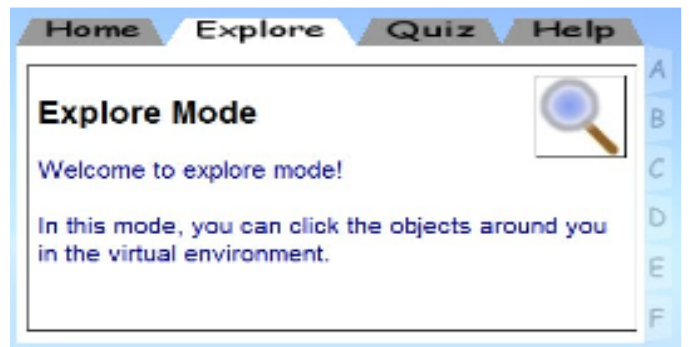 Home Explore Quiz Help
Explore Mode
Welcome to explore mode!
In this mode, you can click the objects around you
in the virtual environment.
A
B
C
D
E
F